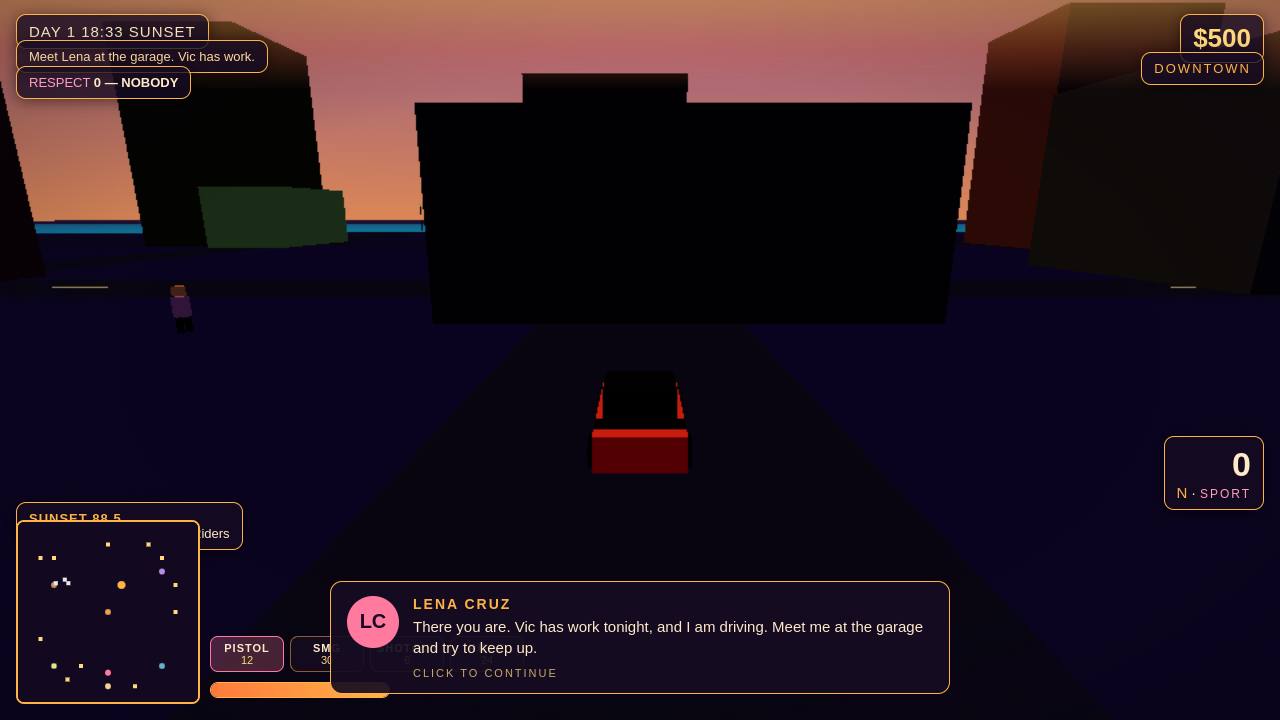 DAY 1 18:33 SUNSET
Meet Lena at the garage. Vic has work.
RESPECT 0 — NOBODY
$500
DOWNTOWN
0
N · SPORT
SUNSET 88.5
PISTOL
12
SMG
30
LC
LENA CRUZ
There you are. Vic has work tonight, and I am driving. Meet me at the garage
and try to keep up.
CLICK TO CONTINUE